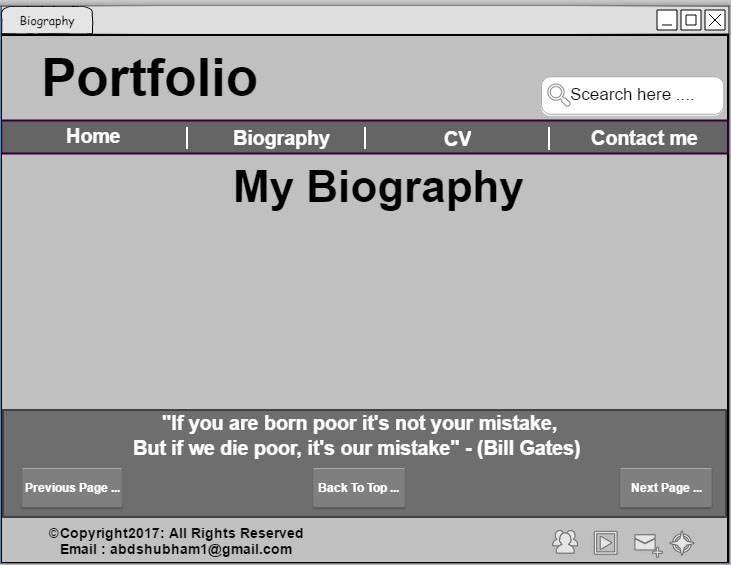 Biography
Portfolio
Scearch here ....
Home Biography CV Contact me
My Biography
"If you are born poor it's not your mistake,
But if we die poor, it's our mistake" - (Bill Gates)
Previous Page ... Back To Top ... Next Page ...
©Copyright2017: All Rights Reserved
Email : abdshubham1@gmail.com